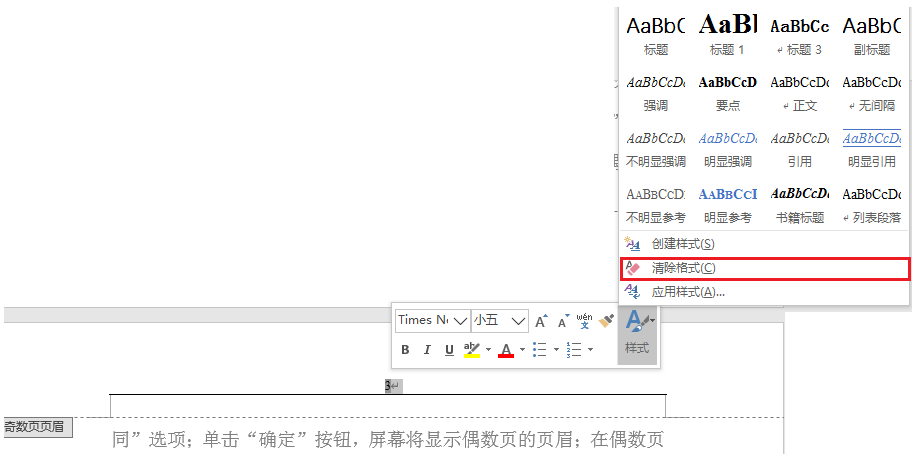 AaBbC AaBl AaBbCc AaBbC
标题 标题 1 ↵ 标题 3 副标题
AaBbCcDc AaBbCcD AaBbCcDc AaBbCcDc
强调 要点 ↵ 正文 ↵ 无间隔
AaBbCcDc AaBbCcDc AaBbCcDc AaBbCcDc
不明显强调 明显强调 引用 明显引用
AABBCCDI AABBCCI AaBbCcDc AaBbCcDc
不明显参考 明显参考 书籍标题 ↵ 列表段落
创建样式(S)
清除格式(C)
应用样式(A)...
Times N 小五 A A wén 文
B I U ab A 样式
3↵
奇数页页眉
同”选项；单击“确定”按钮，屏幕将显示偶数页的页眉；在偶数页